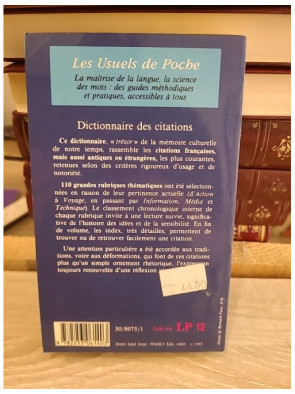 Les Usuels de Poche
La maîtrise de la langue, la science
des mots : des guides méthodiques
et pratiques, accessibles à tous
Dictionnaire des citations
Ce dictionnaire, « trésor » de la mémoire culturelle
de notre temps, rassemble les citations françaises,
mais aussi antiques ou étrangères, les plus courantes,
retenues selon des critères rigoureux d'usage et de
notoriété.
110 grandes rubriques thématiques ont été sélection-
nées en raison de leur pertinence actuelle (d'Action
à Voyage, en passant par Information, Média et
Technique). Le classement chronologique interne de
chaque rubrique invite à une lecture suivie, significa-
tive de l'histoire des idées et de la sensibilité. En fin
de volume, les index, très détaillés, permettent de
trouver ou de retrouver facilement une citation.
Une attention particulière a été accordée aux tradi-
tions, voire aux déformations, qui font de ces citations
plus qu'un simple ornement rhétorique, l'expression
toujours renouvelée d'une réflexion
30/8075/1
Code prix
LP 12